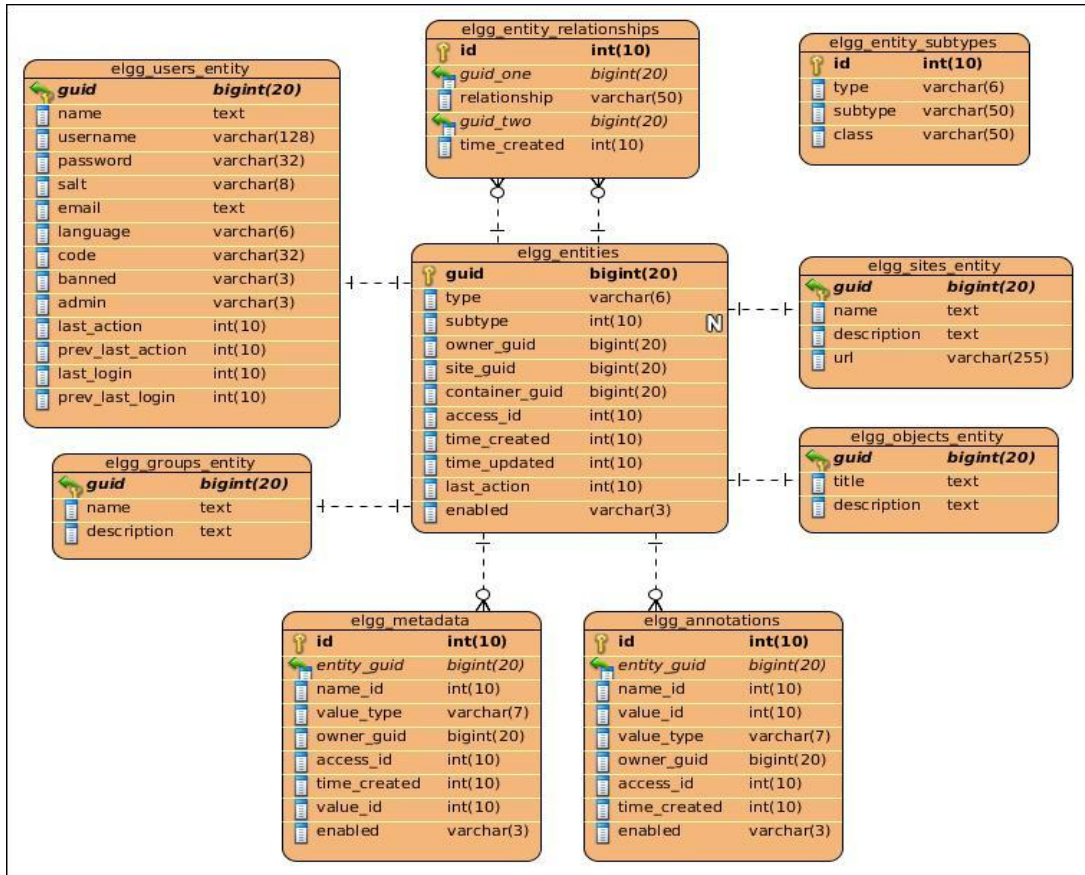 elgg_entity_relationships
id int(10)
guid_one bigint(20)
relationship varchar(50)
guid_two bigint(20)
time_created int(10)
elgg_entity_subtypes
id int(10)
type varchar(6)
subtype varchar(50)
class varchar(50)
elgg_users_entity
guid bigint(20)
name text
username varchar(128)
password varchar(32)
salt varchar(8)
email text
language varchar(6)
code varchar(32)
banned varchar(3)
admin varchar(3)
last_action int(10)
prev_last_action int(10)
last_login int(10)
prev_last_login int(10)
elgg_entities
guid bigint(20)
type varchar(6)
subtype int(10) N
owner_guid bigint(20)
site_guid bigint(20)
container_guid bigint(20)
access_id int(10)
time_created int(10)
time_updated int(10)
last_action int(10)
enabled varchar(3)
elgg_sites_entity
guid bigint(20)
name text
description text
url varchar(255)
elgg_groups_entity
guid bigint(20)
name text
description text
elgg_objects_entity
guid bigint(20)
title text
description text
elgg_metadata
id int(10)
entity_guid bigint(20)
name_id int(10)
value_type varchar(7)
owner_guid bigint(20)
access_id int(10)
time_created int(10)
value_id int(10)
enabled varchar(3)
elgg_annotations
id int(10)
entity_guid bigint(20)
name_id int(10)
value_id int(10)
value_type varchar(7)
owner_guid bigint(20)
access_id int(10)
time_created int(10)
enabled varchar(3)